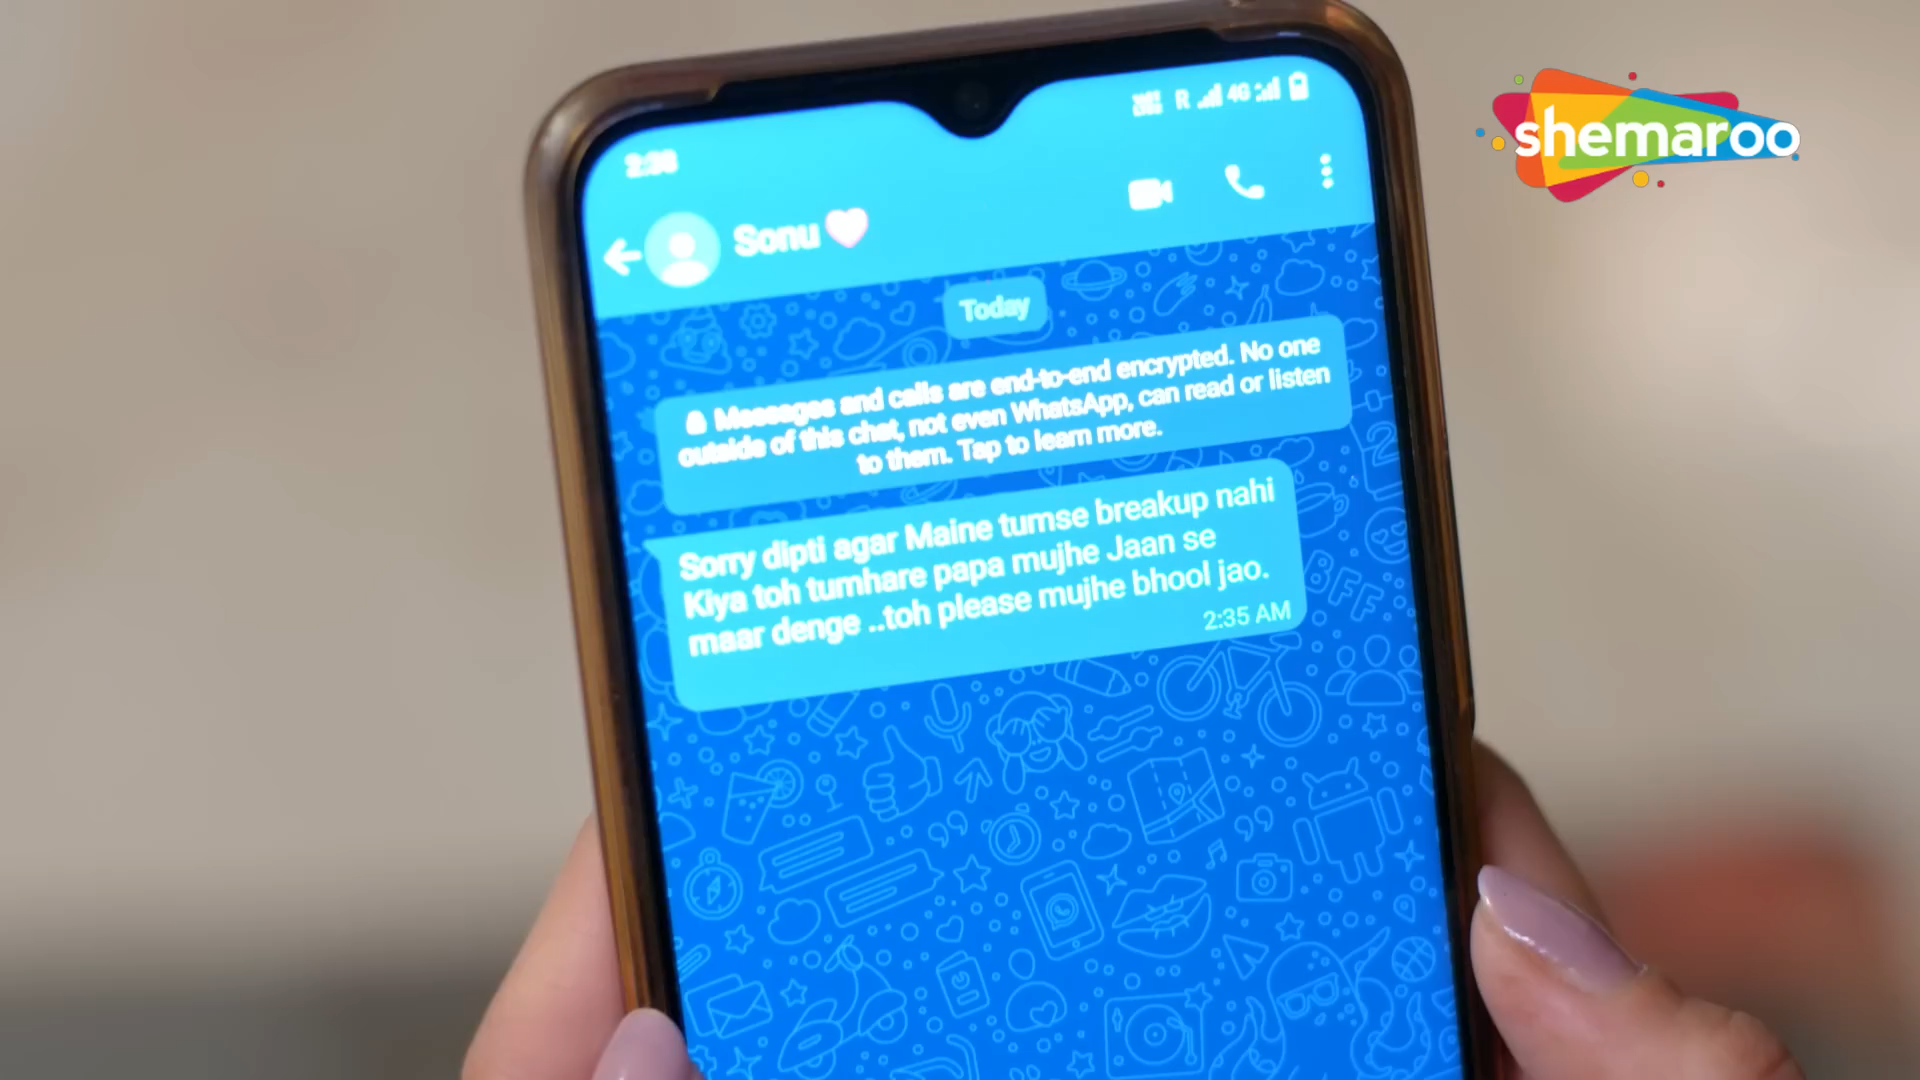 shemaroo
R 4G
2:36
Sonu
Today
Messages and calls are end-to-end encrypted. No one
outside of this chat, not even WhatsApp, can read or listen
to them. Tap to learn more.
Sorry dipti agar Maine tumse breakup nahi
Kiya toh tumhare papa mujhe Jaan se
maar denge ..toh please mujhe bhool jao.
2:35 AM
BFF